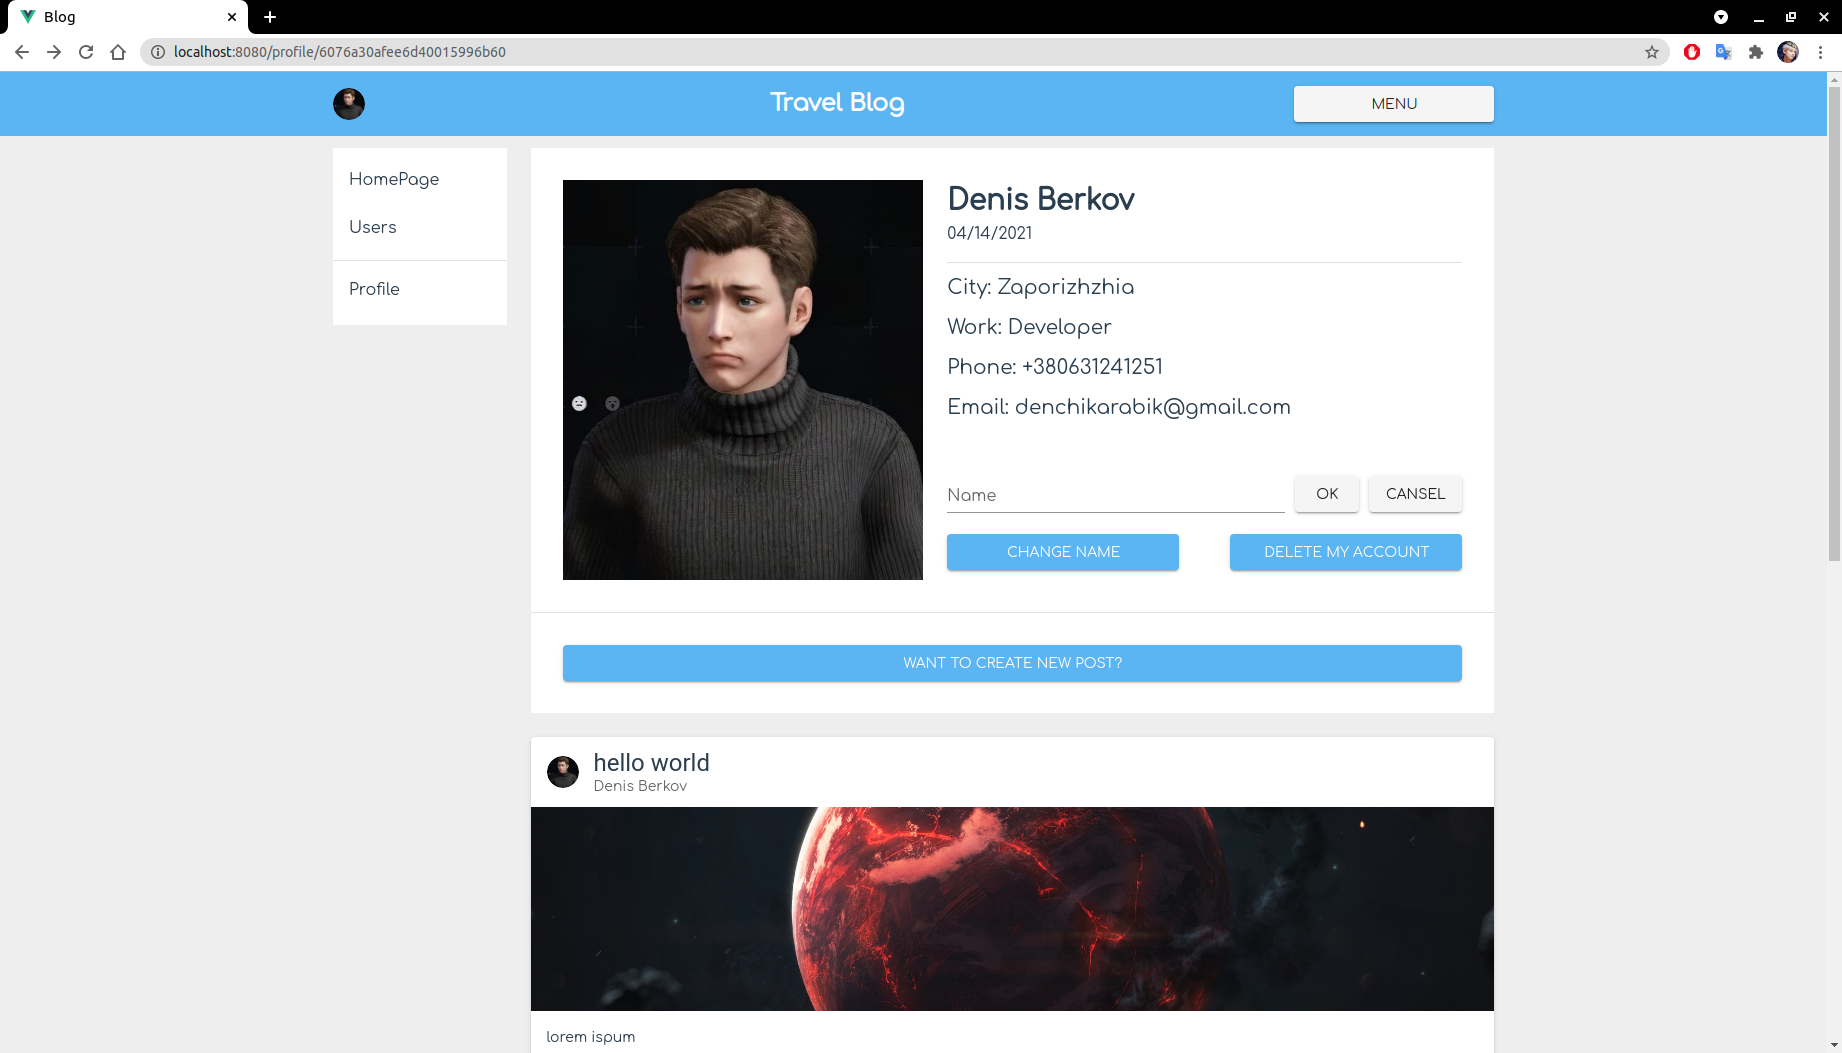 Blog
localhost:8080/profile/6076a30afee6d40015996b60
Travel Blog
MENU
HomePage
Users
Profile
Denis Berkov
04/14/2021
City: Zaporizhzhia
Work: Developer
Phone: +380631241251
Email: denchikarabik@gmail.com
Name
OK
CANSEL
CHANGE NAME
DELETE MY ACCOUNT
WANT TO CREATE NEW POST?
hello world
Denis Berkov
lorem ispum